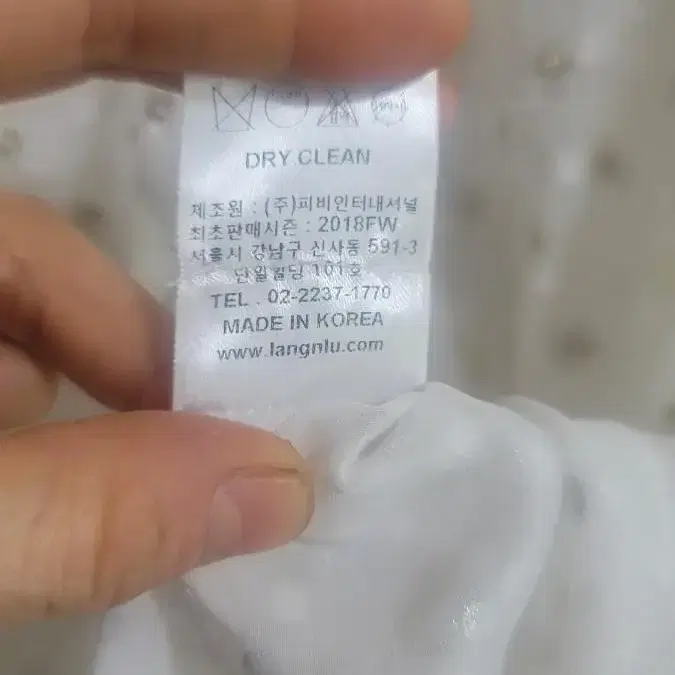 DRY CLEAN
제조원 : (주)피비인터내셔널
최초판매시즌 : 2018FW
서울시 강남구 신사동 591-3
단월빌딩 101호
TEL . 02-2237-1770
MADE IN KOREA
www.langnlu.com